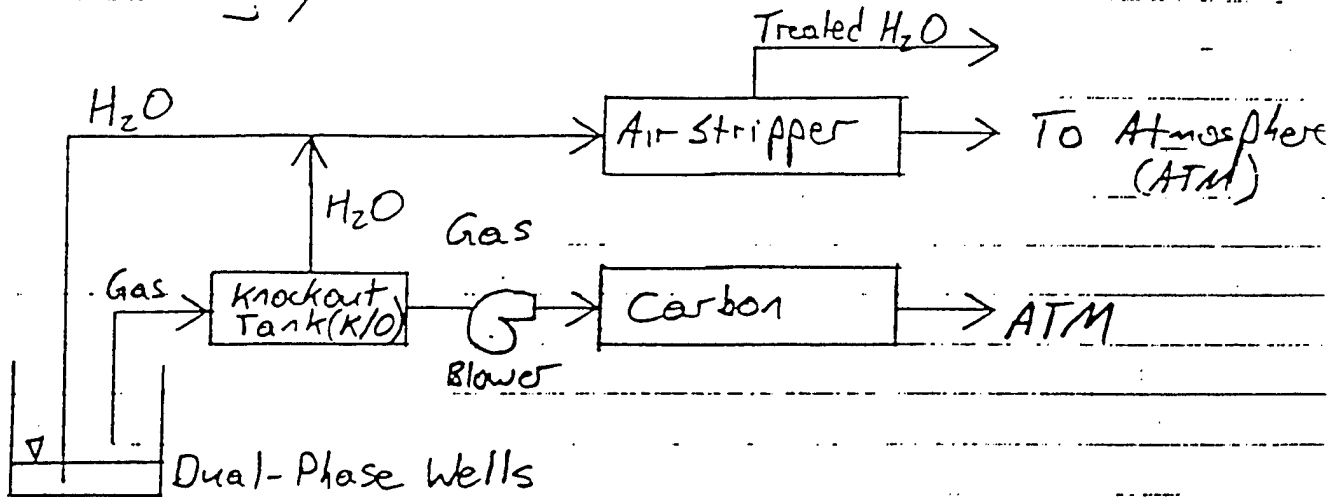 Treated H₂O
H₂O
Air Stripper
To Atmosphere
(ATM)
H₂O
Gas
Gas
Knockout
Tank (K/O)
Carbon
ATM
Blower
Dual-Phase Wells